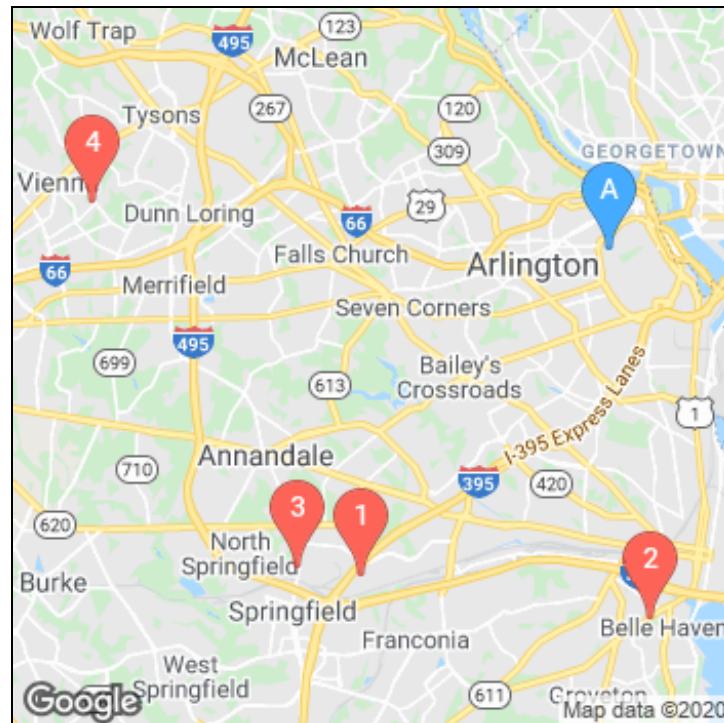 Wolf Trap
495
123
McLean
Tysons
267
120
4
309
GEORGETOWN
Vienn
A
Dunn Loring
29
66
Falls Church
Arlington
66
Merrifield
Seven Corners
495
699
Bailey's
Crossroads
613
I-395 Express Lanes
1
Annandale
710
395
420
3
1
620
North
Springfield
2
Burke
Springfield
Belle Haven
Franconia
West
Springfield
611
Groveton
Google
Map data ©2020